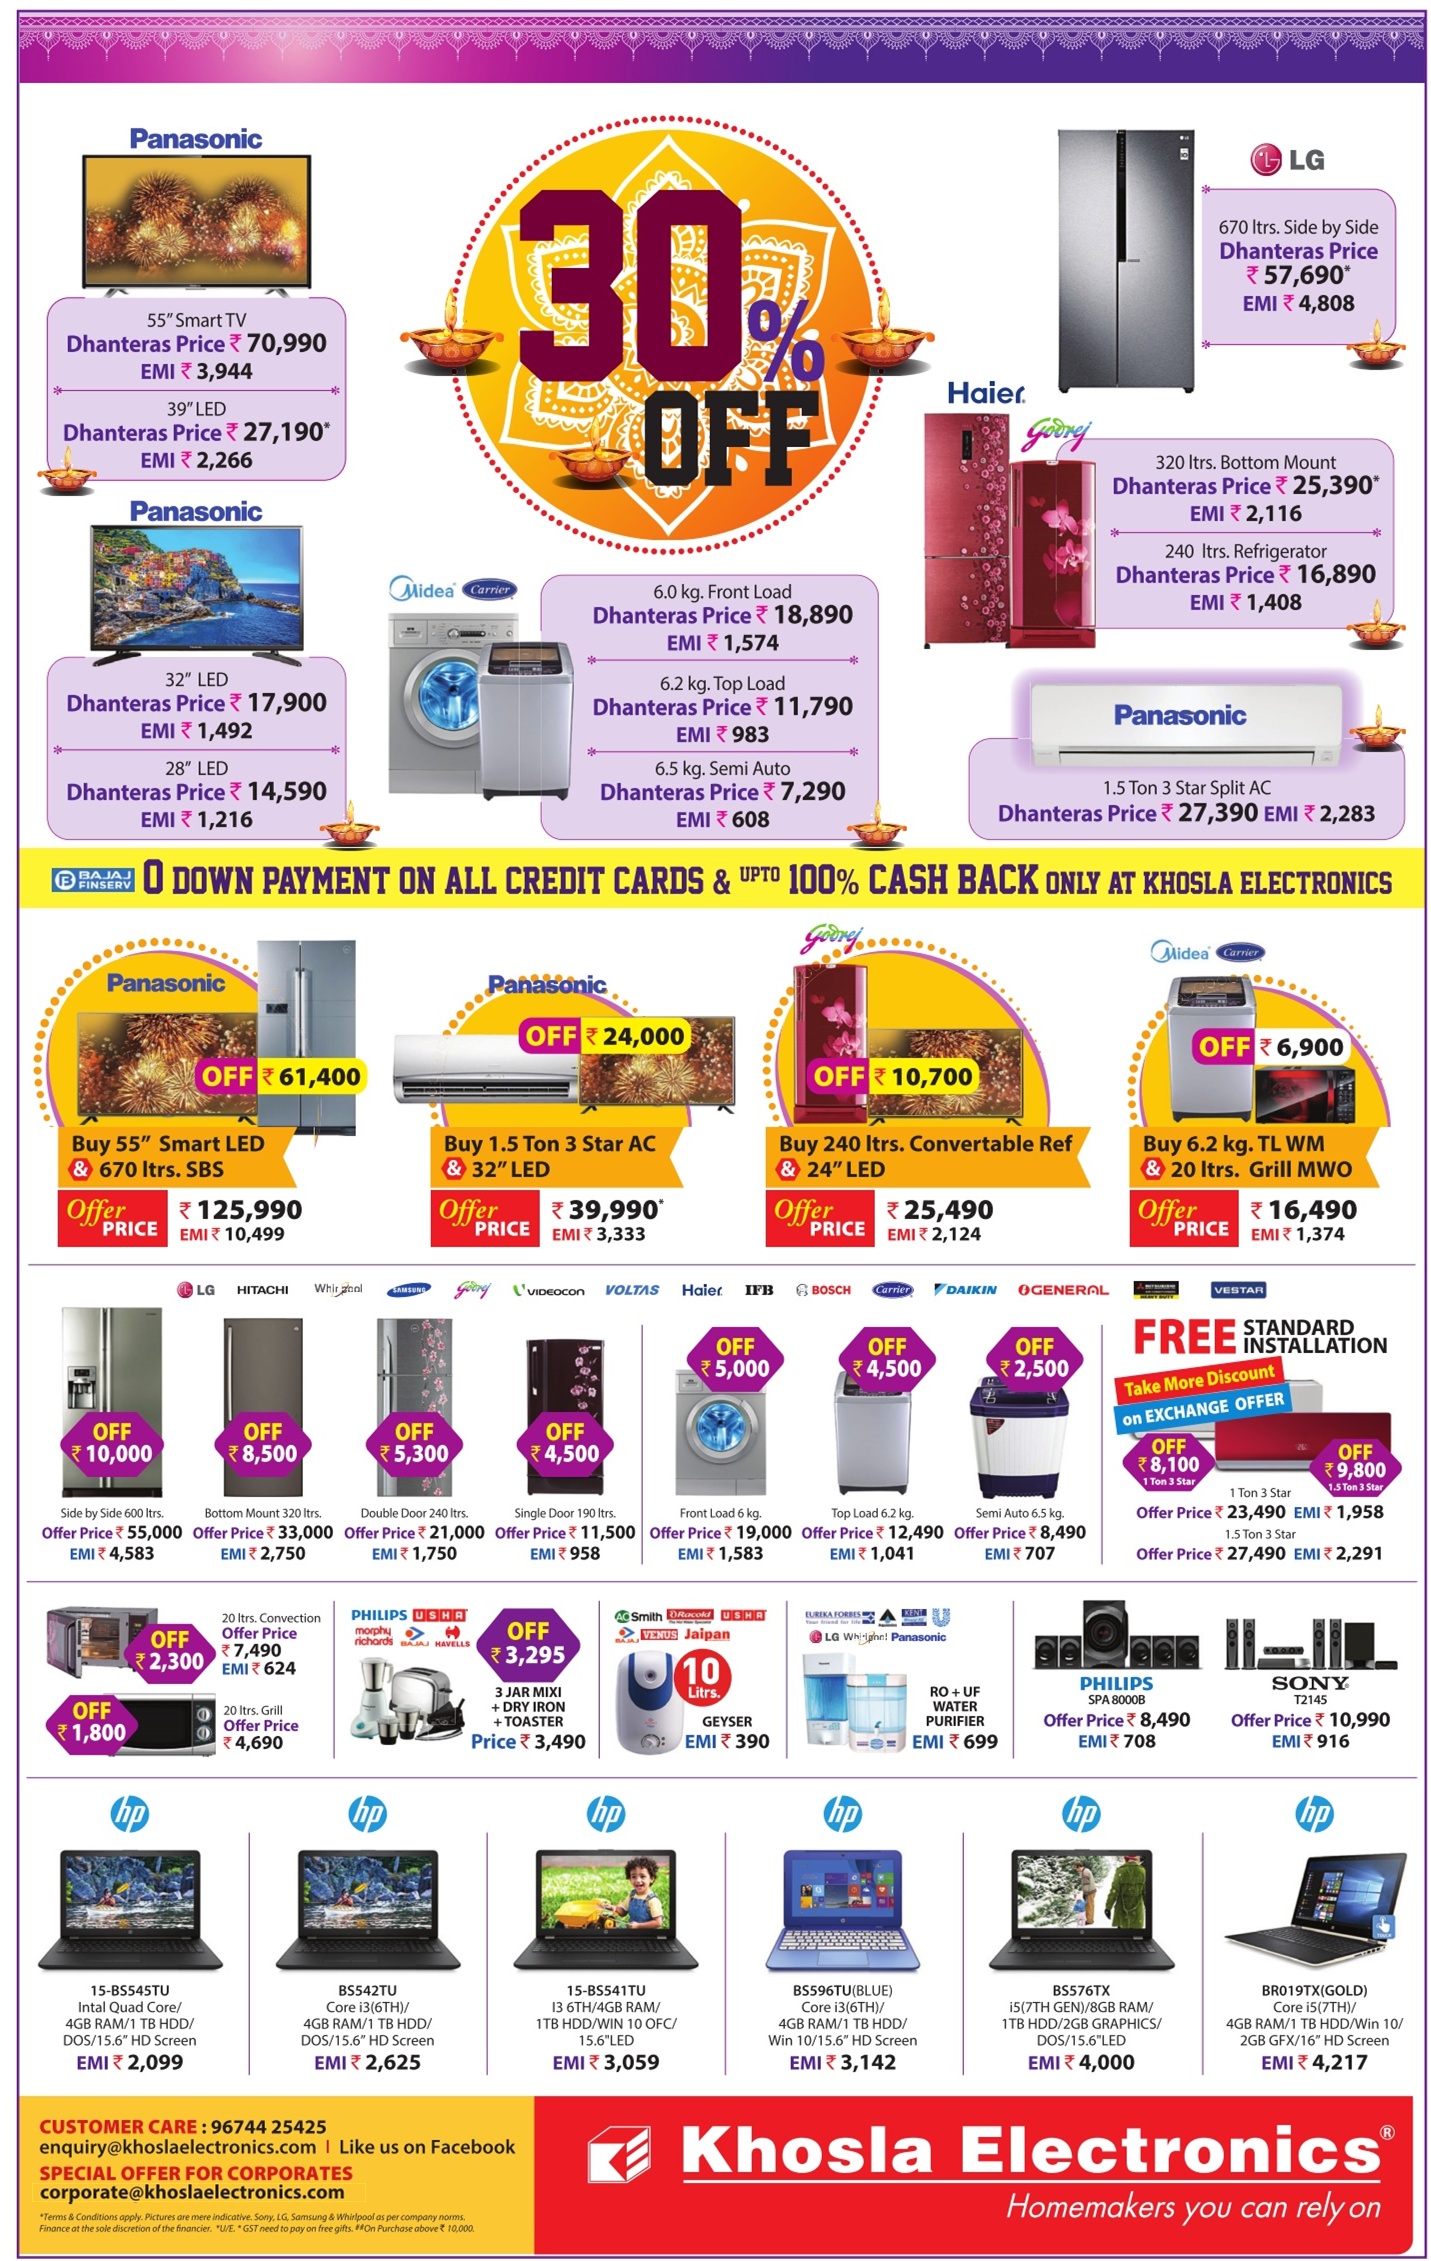 Panasonic
55" Smart TV
Dhanteras Price ₹ 70,990
EMI ₹ 3,944
39" LED
Dhanteras Price ₹ 27,190*
EMI ₹ 2,266
30%
OFF
LG
670 ltrs. Side by Side
Dhanteras Price
₹ 57,690*
EMI ₹ 4,808
Haier
Godrej
320 ltrs. Bottom Mount
Dhanteras Price ₹ 25,390*
EMI ₹ 2,116
240 ltrs. Refrigerator
Dhanteras Price ₹ 16,890
EMI ₹ 1,408
Panasonic
32" LED
Dhanteras Price ₹ 17,900
EMI ₹ 1,492
28" LED
Dhanteras Price ₹ 14,590
EMI ₹ 1,216
Midea Carrier
6.0 kg. Front Load
Dhanteras Price ₹ 18,890
EMI ₹ 1,574
6.2 kg. Top Load
Dhanteras Price ₹ 11,790
EMI ₹ 983
6.5 kg. Semi Auto
Dhanteras Price ₹ 7,290
EMI ₹ 608
Panasonic
1.5 Ton 3 Star Split AC
Dhanteras Price ₹ 27,390 EMI ₹ 2,283
BAJAJ FINSERV 0 DOWN PAYMENT ON ALL CREDIT CARDS & UPTO 100% CASH BACK ONLY AT KHOSLA ELECTRONICS
Panasonic
OFF ₹ 61,400
Buy 55" Smart LED
& 670 ltrs. SBS
Offer PRICE
₹ 125,990
EMI ₹ 10,499
Panasonic
OFF ₹ 24,000
Buy 1.5 Ton 3 Star AC
& 32" LED
Offer PRICE
₹ 39,990*
EMI ₹ 3,333
Godrej
OFF ₹ 10,700
Buy 240 ltrs. Convertable Ref
& 24" LED
Offer PRICE
₹ 25,490
EMI ₹ 2,124
Midea Carrier
OFF ₹ 6,900
Buy 6.2 kg. TL WM
& 20 ltrs. Grill MWO
Offer PRICE
₹ 16,490
EMI ₹ 1,374
LG HITACHI Whirlpool SAMSUNG Godrej VIDEOCON VOLTAS Haier IFB BOSCH Carrier DAIKIN GENERAL MITSUBISHI HEAVY DUTY VESTAR
OFF
₹ 10,000
Side by Side 600 ltrs.
Offer Price ₹ 55,000
EMI ₹ 4,583
OFF
₹ 8,500
Bottom Mount 320 ltrs.
Offer Price ₹ 33,000
EMI ₹ 2,750
OFF
₹ 5,300
Double Door 240 ltrs.
Offer Price ₹ 21,000
EMI ₹ 1,750
OFF
₹ 4,500
Single Door 190 ltrs.
Offer Price ₹ 11,500
EMI ₹ 958
OFF
₹ 5,000
Front Load 6 kg.
Offer Price ₹ 19,000
EMI ₹ 1,583
OFF
₹ 4,500
Top Load 6.2 kg.
Offer Price ₹ 12,490
EMI ₹ 1,041
OFF
₹ 2,500
Semi Auto 6.5 kg.
Offer Price ₹ 8,490
EMI ₹ 707
FREE STANDARD INSTALLATION
Take More Discount
on EXCHANGE OFFER
OFF
₹ 8,100
1 Ton 3 Star
OFF
₹ 9,800
1.5 Ton 3 Star
1 Ton 3 Star
Offer Price ₹ 23,490 EMI ₹ 1,958
1.5 Ton 3 Star
Offer Price ₹ 27,490 EMI ₹ 2,291
OFF
₹ 2,300
20 ltrs. Convection
Offer Price
₹ 7,490
EMI ₹ 624
OFF
₹ 1,800
20 ltrs. Grill
Offer Price
₹ 4,690
PHILIPS USHA
morphy richards BAJAJ HAVELLS
OFF
₹ 3,295
3 JAR MIXI
+ DRY IRON
+ TOASTER
Price ₹ 3,490
AO Smith Racold USHA
BAJAJ VENUS Jaipan
10
Litrs.
GEYSER
EMI ₹ 390
EUREKA FORBES KENT
LG Whirlpool Panasonic
RO + UF
WATER
PURIFIER
EMI ₹ 699
PHILIPS
SPA 8000B
Offer Price ₹ 8,490
EMI ₹ 708
SONY
T2145
Offer Price ₹ 10,990
EMI ₹ 916
hp
15-BS545TU
Intal Quad Core/
4GB RAM/1 TB HDD/
DOS/15.6" HD Screen
EMI ₹ 2,099
hp
BS542TU
Core i3(6TH)/
4GB RAM/1 TB HDD/
DOS/15.6" HD Screen
EMI ₹ 2,625
hp
15-BS541TU
I3 6TH/4GB RAM/
1TB HDD/WIN 10 OFC/
15.6"LED
EMI ₹ 3,059
hp
BS596TU(BLUE)
Core i3(6TH)/
4GB RAM/1 TB HDD/
Win 10/15.6" HD Screen
EMI ₹ 3,142
hp
BS576TX
i5(7TH GEN)/8GB RAM/
1TB HDD/2GB GRAPHICS/
DOS/15.6"LED
EMI ₹ 4,000
hp
TOUCH
BR019TX(GOLD)
Core i5(7TH)/
4GB RAM/1 TB HDD/Win 10/
2GB GFX/16" HD Screen
EMI ₹ 4,217
CUSTOMER CARE : 96744 25425
enquiry@khoslaelectronics.com | Like us on Facebook
SPECIAL OFFER FOR CORPORATES
corporate@khoslaelectronics.com
*Terms & Conditions apply. Pictures are mere indicative. Sony, LG, Samsung & Whirlpool as per company norms.
Finance at the sole discretion of the financier. *U/E. * GST need to pay on free gifts. ##On Purchase above ₹ 10,000.
Khosla Electronics®
Homemakers you can rely on